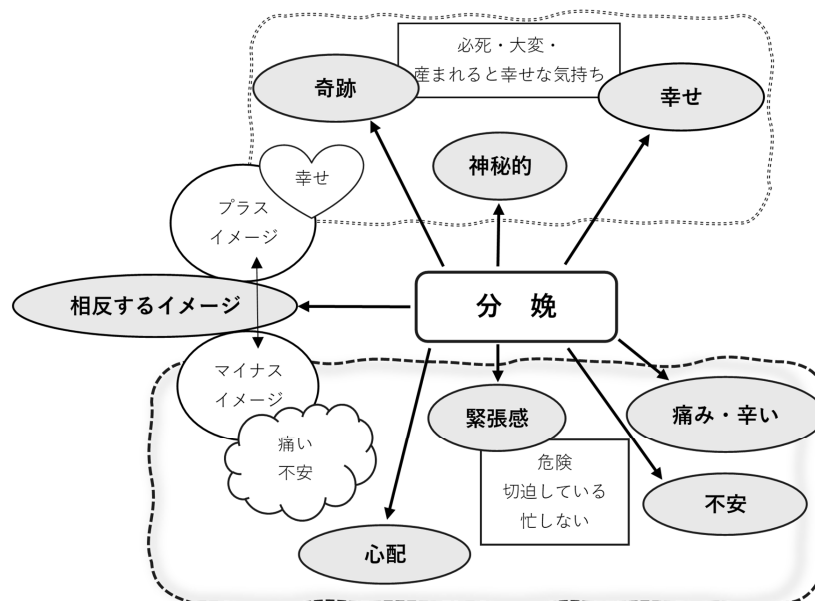 必死・大変・
産まれると幸せな気持ち
奇跡
幸せ
神秘的
幸せ
プラス
イメージ
相反するイメージ
分　娩
マイナス
イメージ
痛い
不安
緊張感
痛み・辛い
危険
切迫している
忙しない
不安
心配